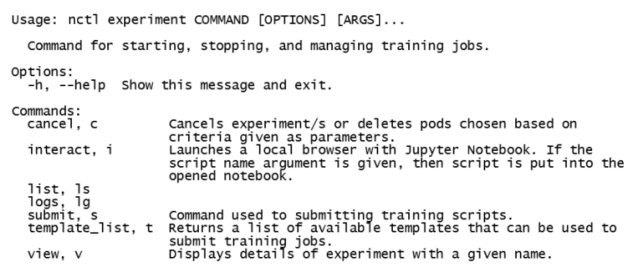 Usage: nctl experiment COMMAND [OPTIONS] [ARGS]...
Command for starting, stopping, and managing training jobs.
Options:
-h, --help  Show this message and exit.
Commands:
cancel, c  Cancels experiment/s or deletes pods chosen based on
criteria given as parameters.
interact, i  Launches a local browser with Jupyter Notebook. If the
script name argument is given, then script is put into the
opened notebook.
list, ls
logs, lg
submit, s  Command used to submitting training scripts.
template_list, t  Returns a list of available templates that can be used to
submit training jobs.
view, v  Displays details of experiment with a given name.